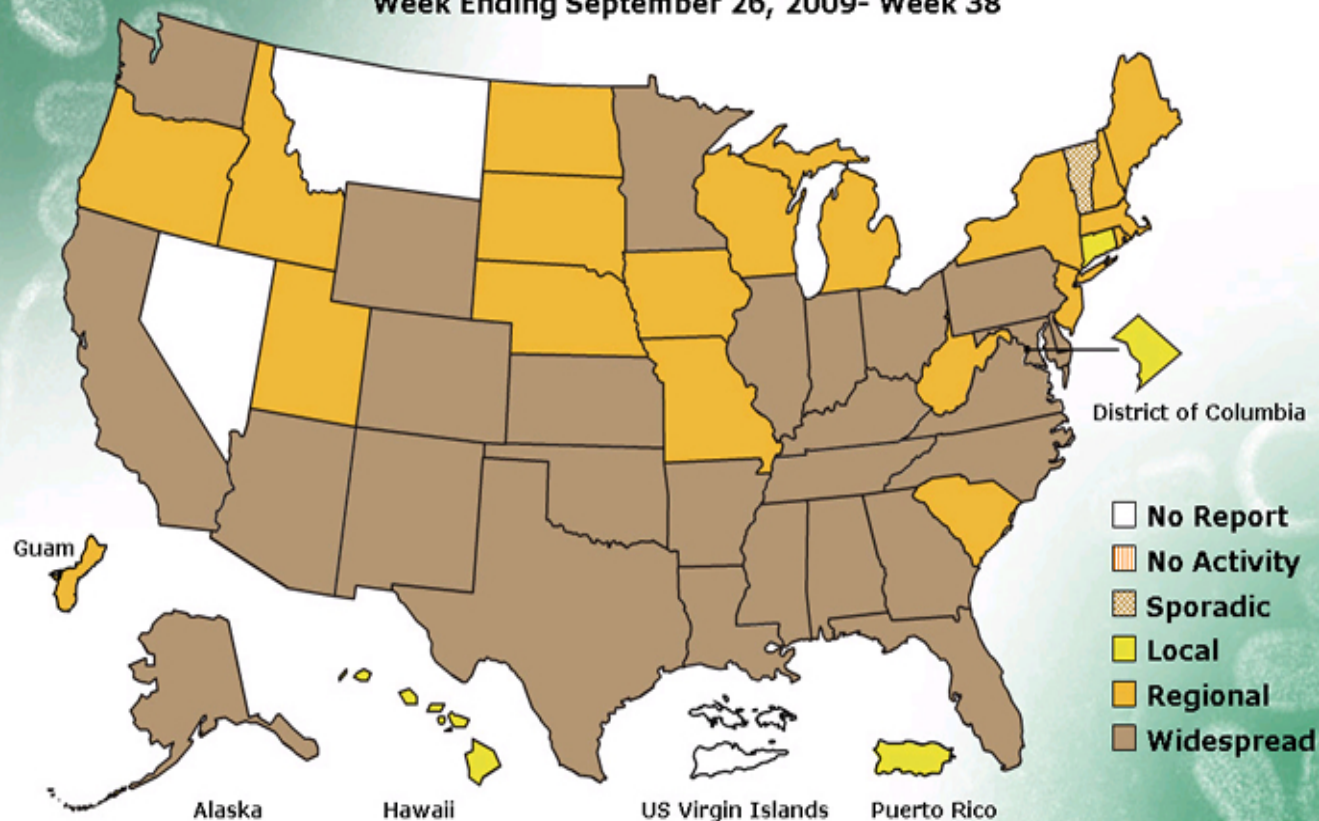 Week Ending September 26, 2009- Week 38
District of Columbia
No Report
No Activity
Sporadic
Local
Regional
Widespread
Guam
Alaska
Hawaii
US Virgin Islands
Puerto Rico